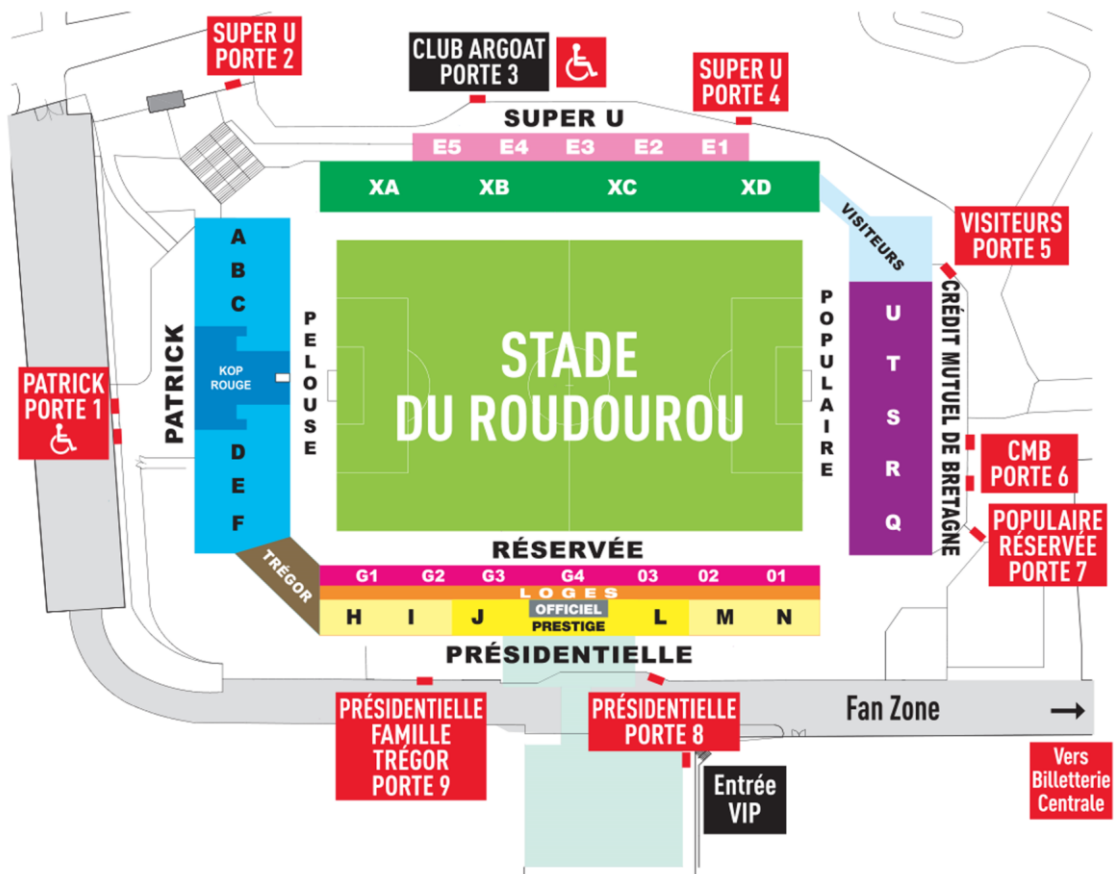 SUPER U
PORTE 2
CLUB ARGOAT
PORTE 3
SUPER U
PORTE 4
SUPER U
E5 E4 E3 E2 E1
XA XB XC XD
VISITEURS
VISITEURS
PORTE 5
A
B
C
KOP
ROUGE
D
E
F
PATRICK
PELOUSE
PATRICK
PORTE 1
STADE
DU ROUDOUROU
POPULAIRE
U
T
S
R
Q
CRÉDIT MUTUEL DE BRETAGNE
CMB
PORTE 6
POPULAIRE
RÉSERVÉE
PORTE 7
TRÉGOR
RÉSERVÉE
G1 G2 G3 G4 03 02 01
LOGES
H I J OFFICIEL L M N
PRESTIGE
PRÉSIDENTIELLE
PRÉSIDENTIELLE
FAMILLE
TRÉGOR
PORTE 9
PRÉSIDENTIELLE
PORTE 8
Fan Zone
Entrée
VIP
Vers
Billetterie
Centrale